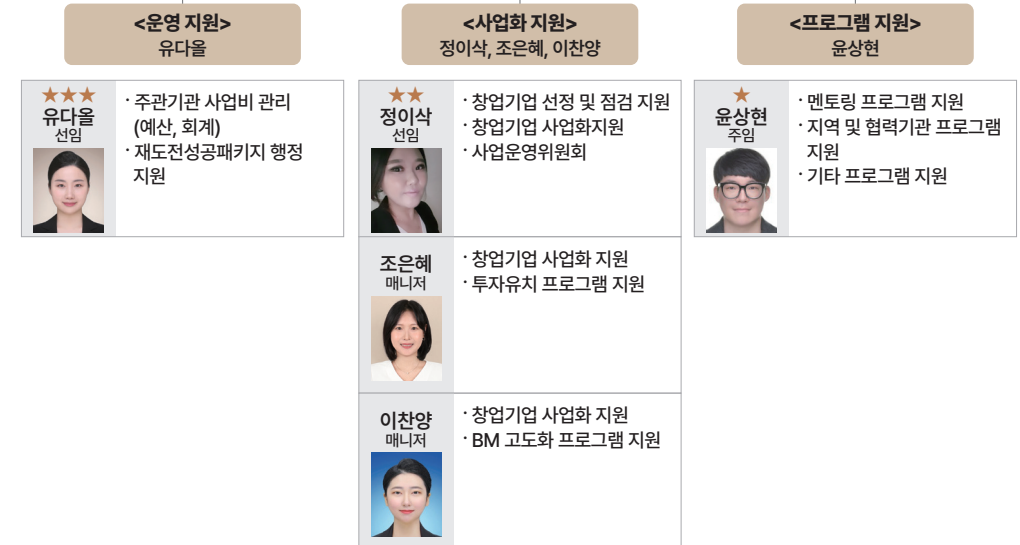 <운영 지원>
유다올
★★★
유다올
선임
· 주관기관 사업비 관리
(예산, 회계)
· 재도전성공패키지 행정
지원
<사업화 지원>
정이삭, 조은혜, 이찬양
★★
정이삭
선임
· 창업기업 선정 및 점검 지원
· 창업기업 사업화지원
· 사업운영위원회
조은혜
매니저
· 창업기업 사업화 지원
· 투자유치 프로그램 지원
이찬양
매니저
· 창업기업 사업화 지원
· BM 고도화 프로그램 지원
<프로그램 지원>
윤상현
★
윤상현
주임
· 멘토링 프로그램 지원
· 지역 및 협력기관 프로그램
지원
· 기타 프로그램 지원